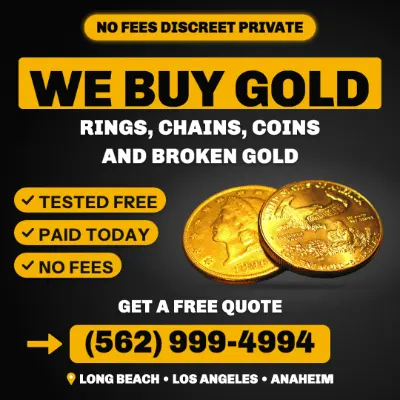 NO FEES DISCREET PRIVATE
WE BUY GOLD
RINGS, CHAINS, COINS
AND BROKEN GOLD
✓ TESTED FREE
✓ PAID TODAY
✓ NO FEES
GET A FREE QUOTE
→ (562) 999-4994
LONG BEACH • LOS ANGELES • ANAHEIM